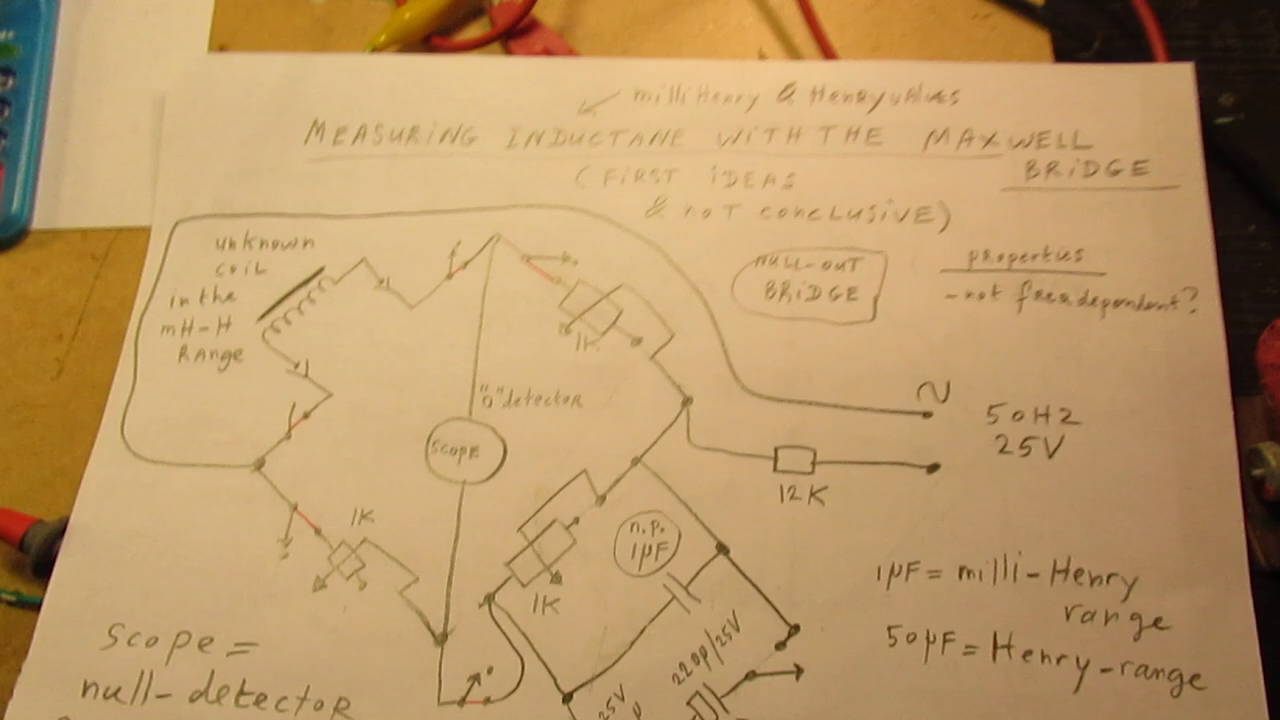 milliHenry & Henry values
MEASURING INDUCTANE WITH THE MAXWELL
BRIDGE
(FIRST IDEAS
& NOT CONCLUSIVE)
unknown
coil
in the
mH-H
RANGE
NULL-OUT
BRIDGE
properties
- not freq dependent?
1K
"0" detector
SCOPE
~
50HZ
25V
12K
1K
n.p.
1µF
1K
1µF = milli-Henry
range
50µF = Henry-range
220µ/25V
25V
µ
Scope =
null-detector